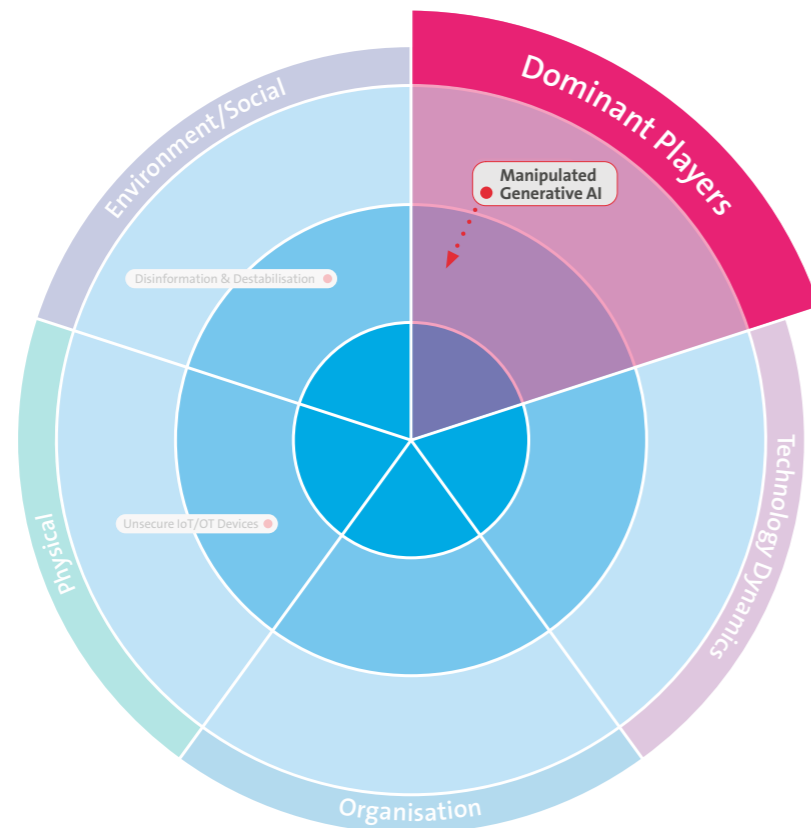 Dominant Players
Environment/Social
Manipulated
Generative AI
Disinformation & Destabilisation
Unsecure IoT/OT Devices
Physical
Technology Dynamics
Organisation